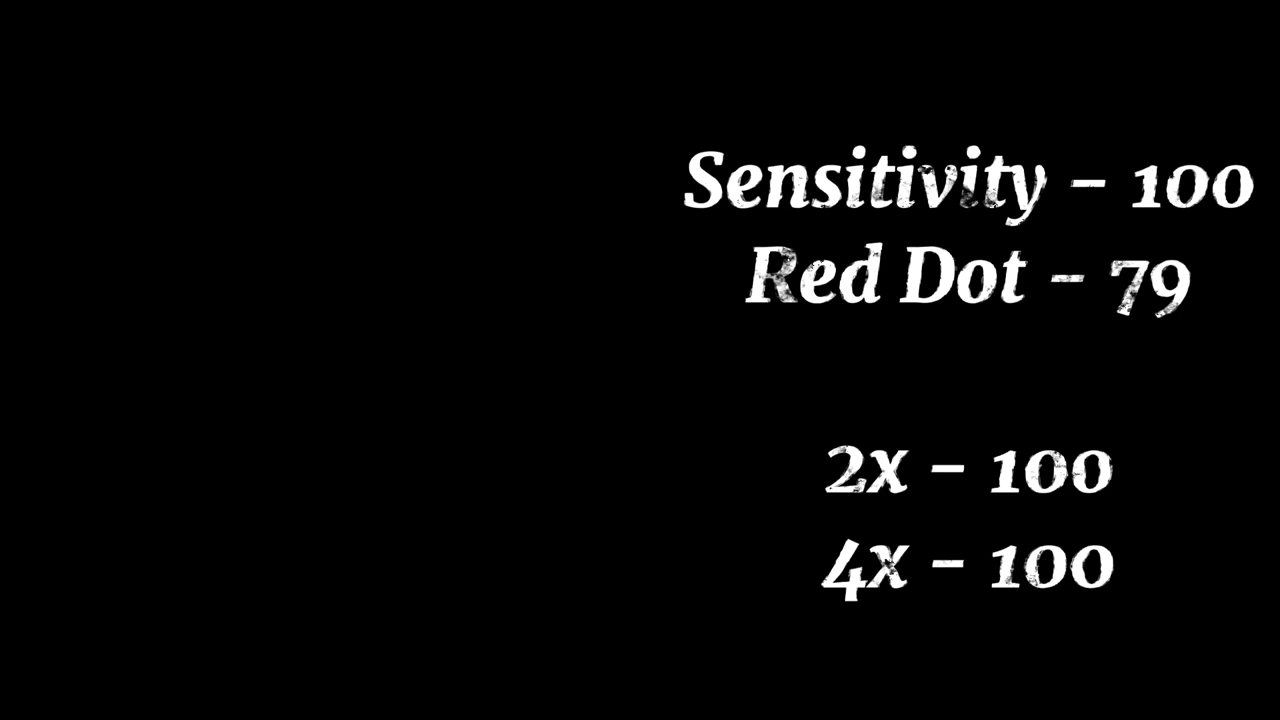 Sensitivity - 100
Red Dot - 79
2x - 100
4x - 100